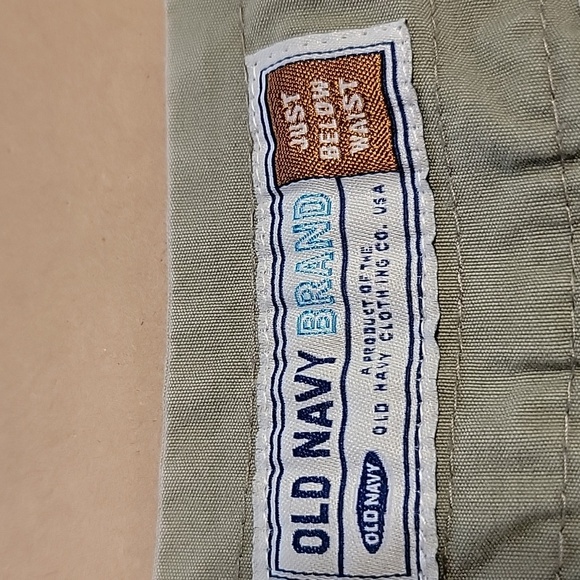 OLD NAVY BRAND
OLD NAVY
A PRODUCT OF THE
OLD NAVY CLOTHING CO. USA
JUST
BELOW
WAIST